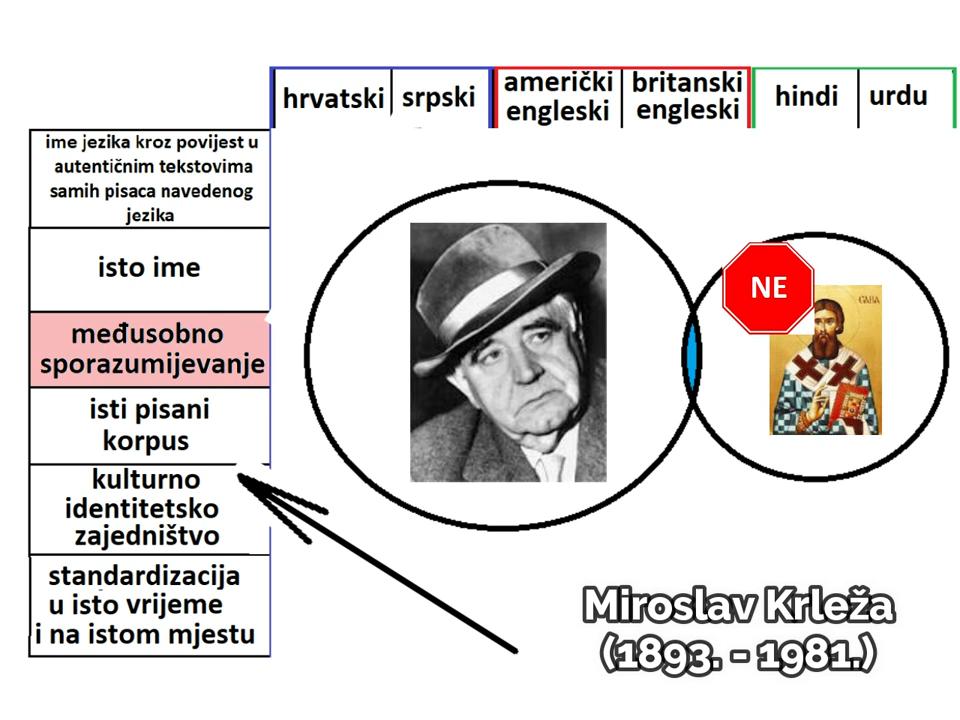 hrvatski
srpski
američki
engleski
britanski
engleski
hindi
urdu
ime jezika kroz povijest u
autentičnim tekstovima
samih pisaca navedenog
jezika
isto ime
međusobno
sporazumijevanje
isti pisani
korpus
kulturno
identitetsko
zajedništvo
standardizacija
u isto vrijeme
i na istom mjestu
NE
САВА
Miroslav Krleža
(1893. - 1981.)